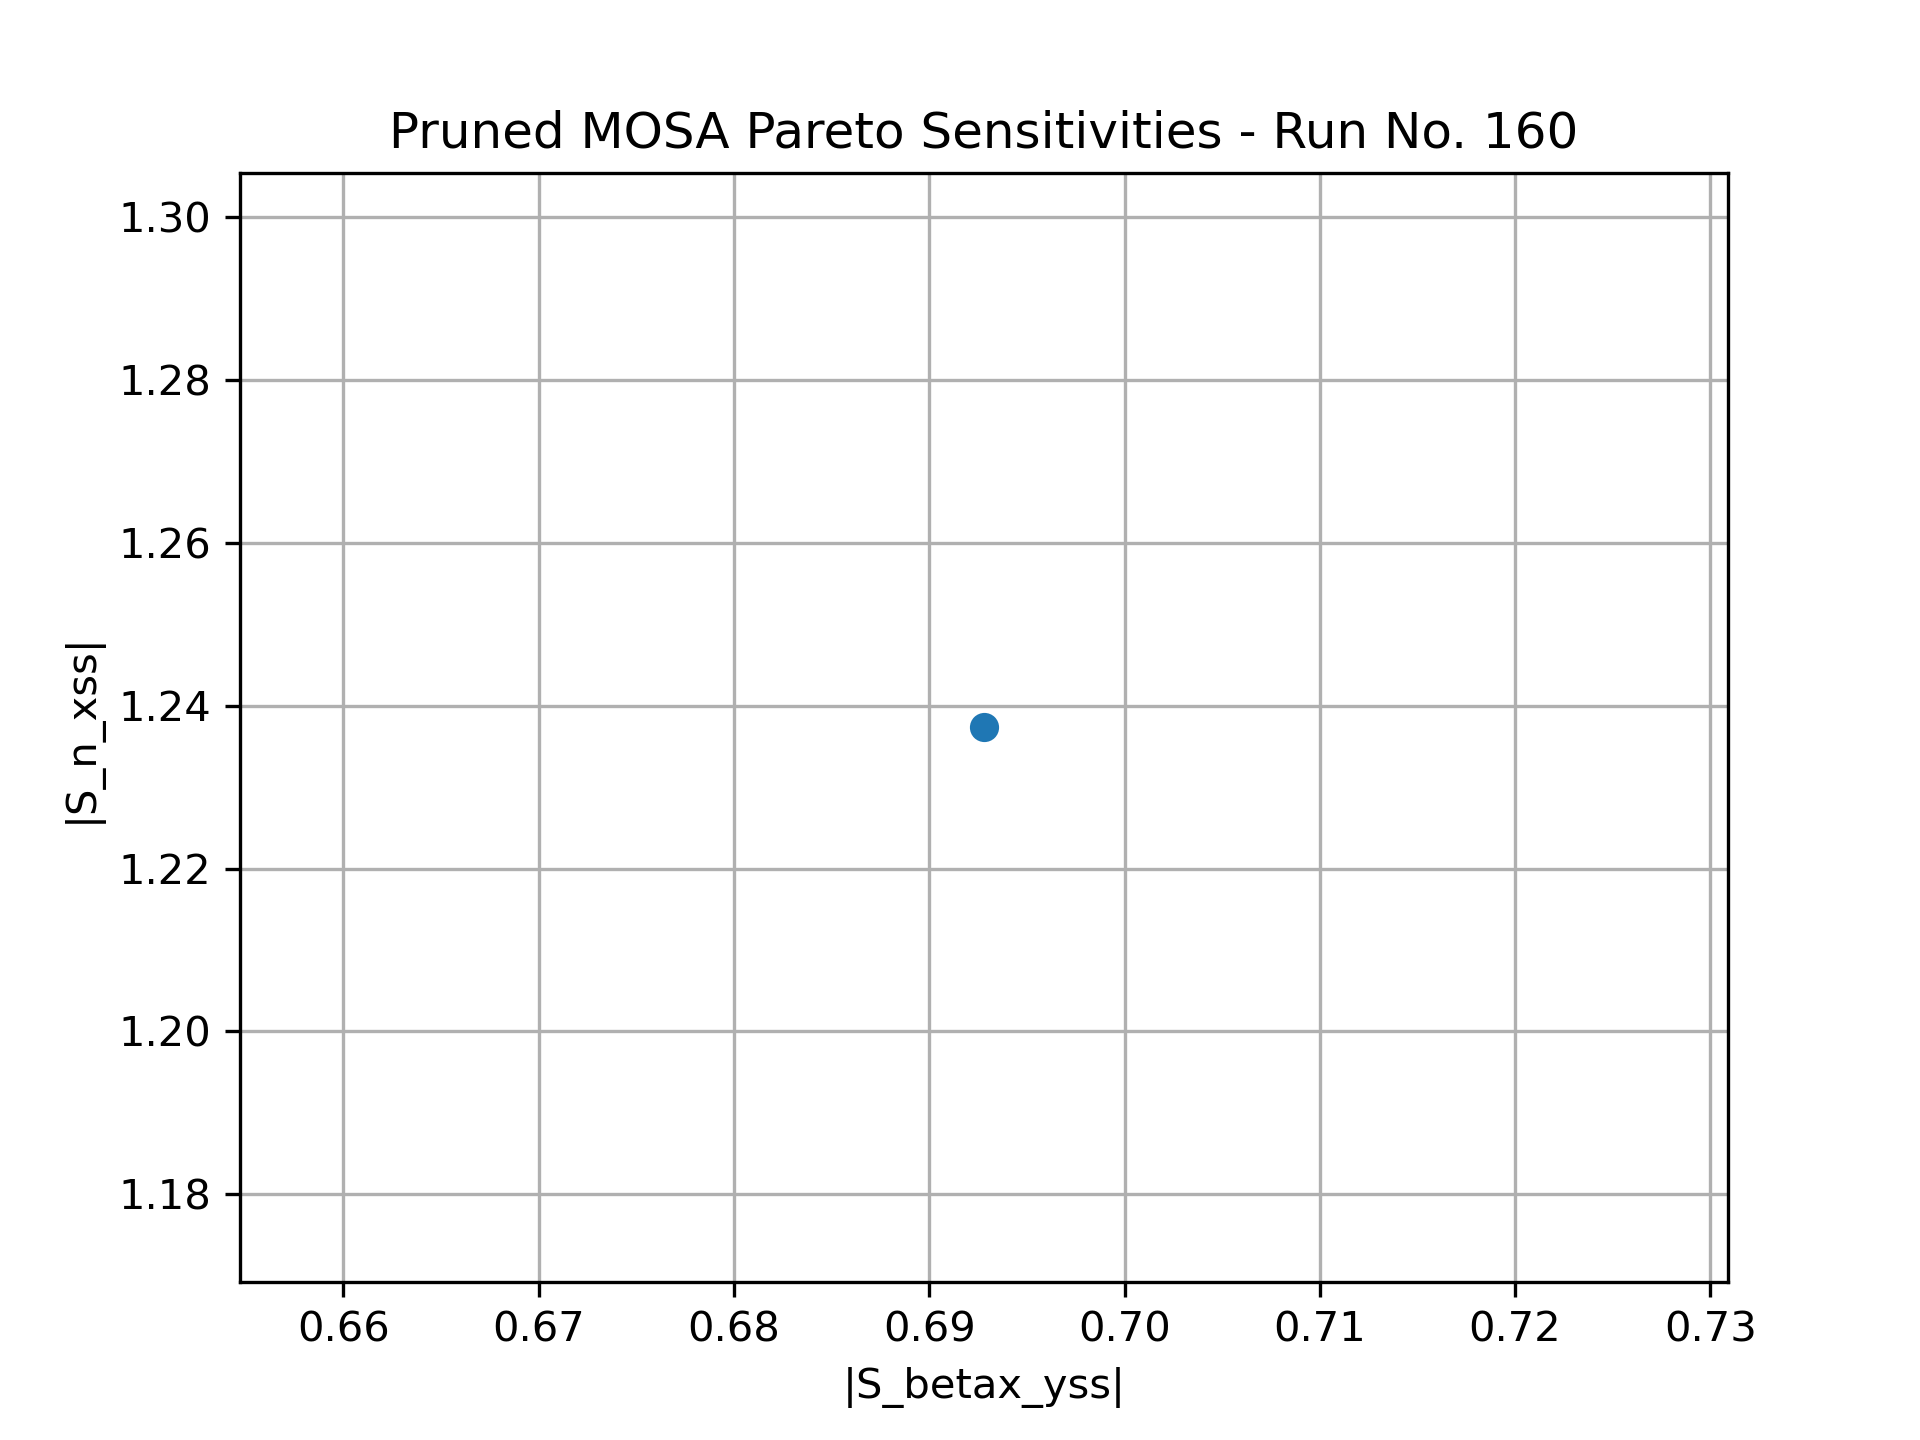 Pruned MOSA Pareto Sensitivities - Run No. 160
1.30
1.28
1.26
1.24
1.22
1.20
1.18
|S_n_xss|
0.66 0.67 0.68 0.69 0.70 0.71 0.72 0.73
|S_betax_yss|